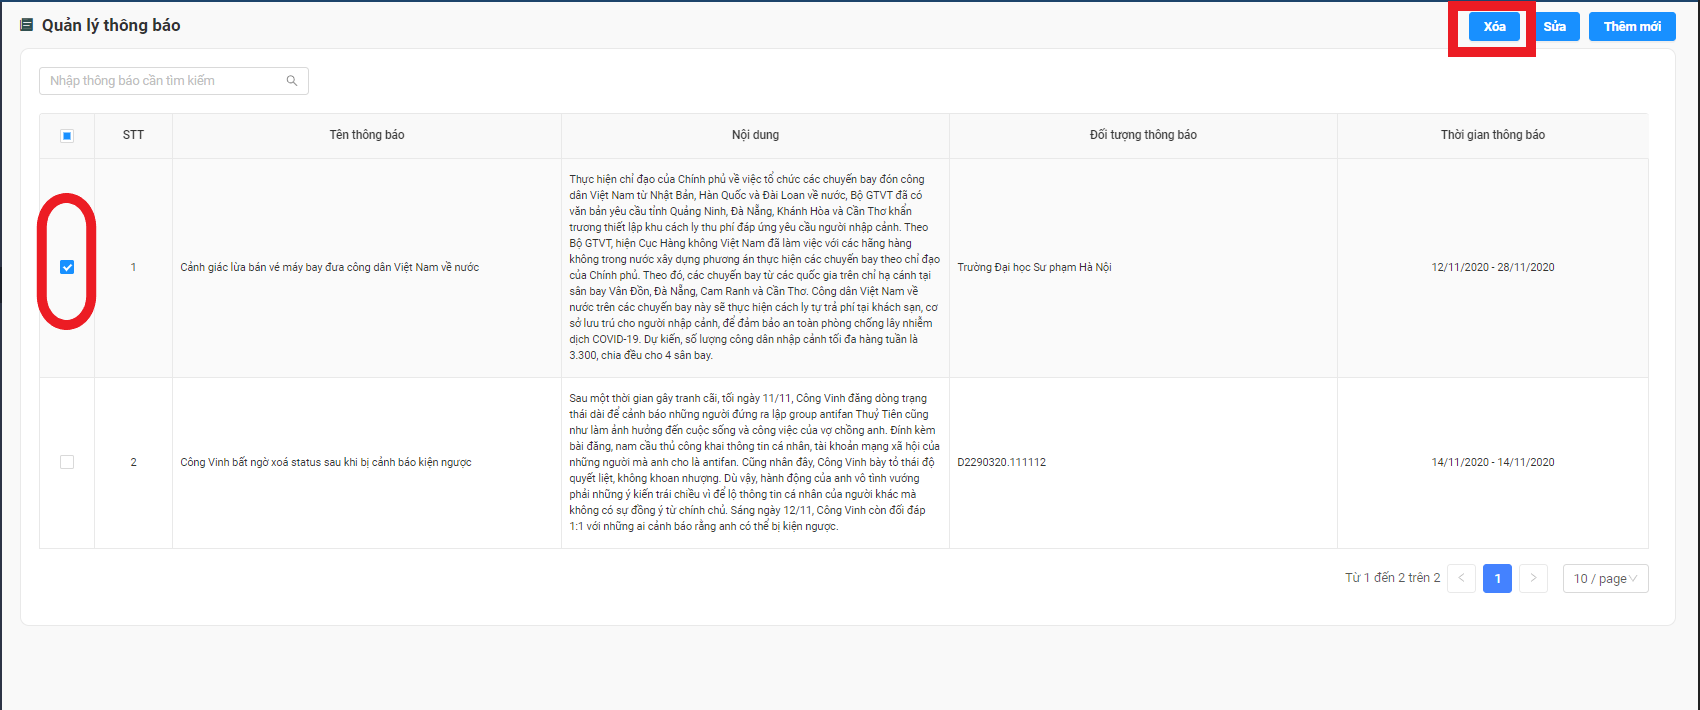 Quản lý thông báo
Xóa
Sửa
Thêm mới
Nhập thông báo cần tìm kiếm
STT
Tên thông báo
Nội dung
Đối tượng thông báo
Thời gian thông báo
1
Cảnh giác lừa bán vé máy bay đưa công dân Việt Nam về nước
Thực hiện chỉ đạo của Chính phủ về việc tổ chức các chuyến bay đón công
dân Việt Nam từ Nhật Bản, Hàn Quốc và Đài Loan về nước, Bộ GTVT đã có
văn bản yêu cầu tỉnh Quảng Ninh, Đà Nẵng, Khánh Hòa và Cần Thơ khẩn
trương thiết lập khu cách ly thu phí đáp ứng yêu cầu người nhập cảnh. Theo
Bộ GTVT, hiện Cục Hàng không Việt Nam đã làm việc với các hãng hàng
không trong nước xây dựng phương án thực hiện các chuyến bay theo chỉ đạo
của Chính phủ. Theo đó, các chuyến bay từ các quốc gia trên chỉ hạ cánh tại
sân bay Vân Đồn, Đà Nẵng, Cam Ranh và Cần Thơ. Công dân Việt Nam về
nước trên các chuyến bay này sẽ thực hiện cách ly tự trả phí tại khách sạn, cơ
sở lưu trú cho người nhập cảnh, để đảm bảo an toàn phòng chống lây nhiễm
dịch COVID-19. Dự kiến, số lượng công dân nhập cảnh tối đa hàng tuần là
3.300, chia đều cho 4 sân bay.
Trường Đại học Sư phạm Hà Nội
12/11/2020 - 28/11/2020
2
Công Vinh bất ngờ xoá status sau khi bị cảnh báo kiện ngược
Sau một thời gian gây tranh cãi, tối ngày 11/11, Công Vinh đăng dòng trạng
thái dài để cảnh báo những người đứng ra lập group antifan Thuỷ Tiên cũng
như làm ảnh hưởng đến cuộc sống và công việc của vợ chồng anh. Đính kèm
bài đăng, nam cầu thủ công khai thông tin cá nhân, tài khoản mạng xã hội của
những người mà anh cho là antifan. Cũng nhân đây, Công Vinh bày tỏ thái độ
quyết liệt, không khoan nhượng. Dù vậy, hành động của anh vô tình vướng
phải những ý kiến trái chiều vì để lộ thông tin cá nhân của người khác mà
không có sự đồng ý từ chính chủ. Sáng ngày 12/11, Công Vinh còn đối đáp
1:1 với những ai cảnh báo rằng anh có thể bị kiện ngược.
D2290320.111112
14/11/2020 - 14/11/2020
Từ 1 đến 2 trên 2
1
10 / page